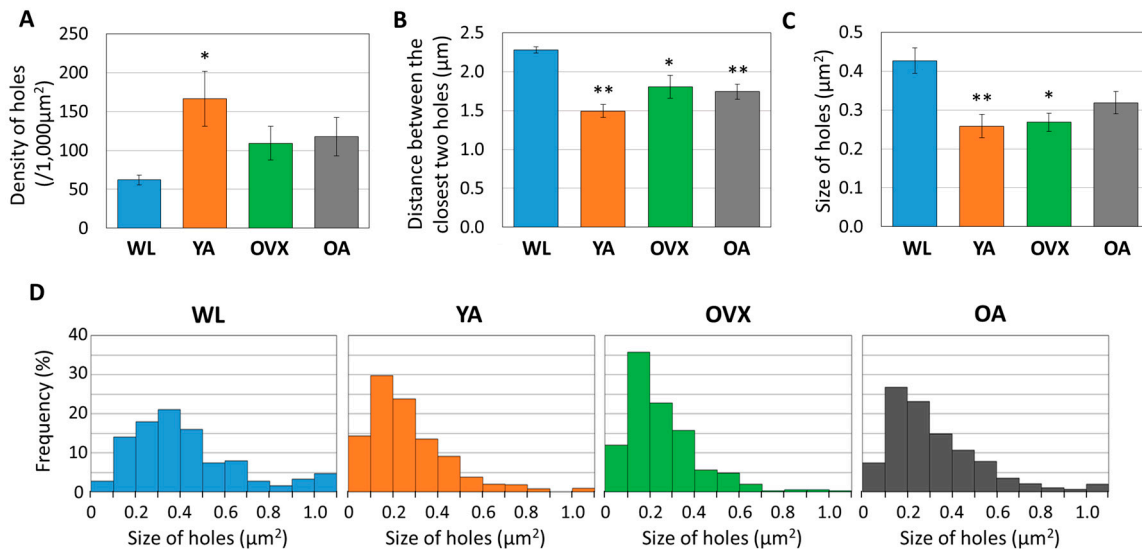 A
Density of holes
(/1,000μm²)
250
200
150
100
50
0
*
WL YA OVX OA
B
Distance between the
closest two holes (μm)
2.5
2.0
1.5
1.0
0.5
0.0
** * **
WL YA OVX OA
C
Size of holes (μm²)
0.5
0.4
0.3
0.2
0.1
0.0
** *
WL YA OVX OA
D
WL YA OVX OA
Frequency (%)
40
30
20
10
0
0 0.2 0.4 0.6 0.8 1.0
0 0.2 0.4 0.6 0.8 1.0
0 0.2 0.4 0.6 0.8 1.0
0 0.2 0.4 0.6 0.8 1.0
Size of holes (μm²)
Size of holes (μm²)
Size of holes (μm²)
Size of holes (μm²)